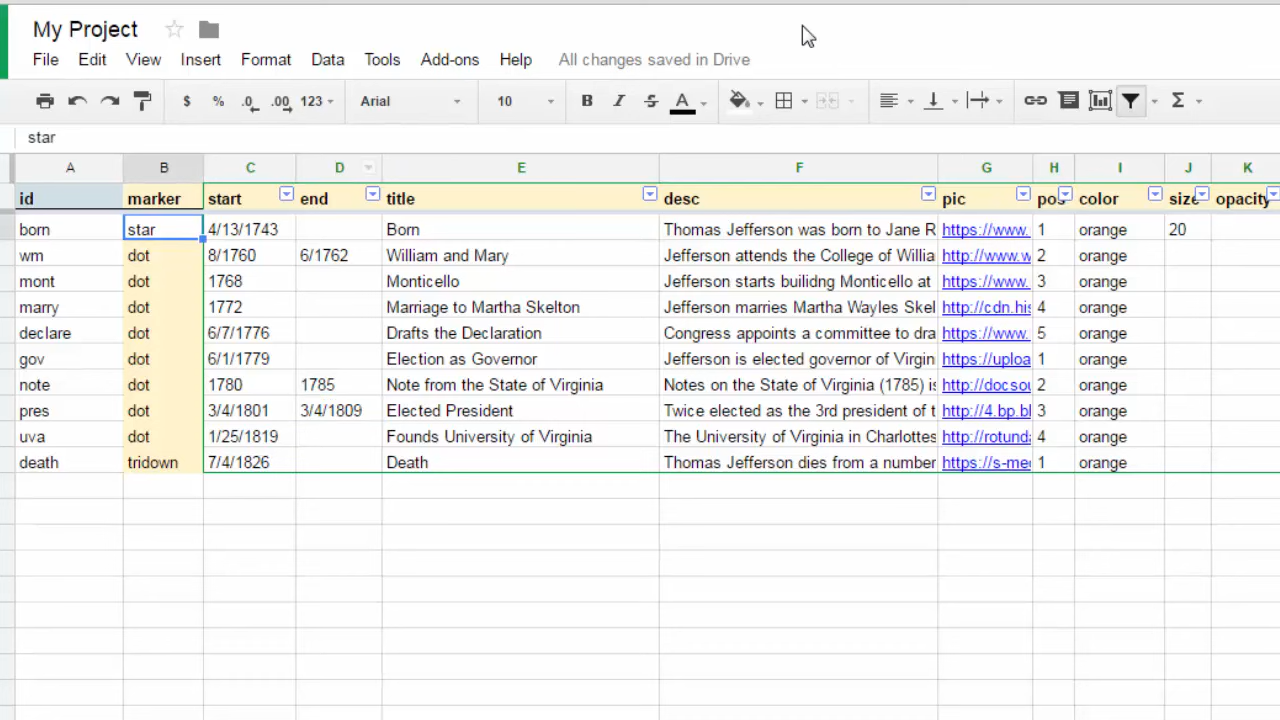 My Project
File Edit View Insert Format Data Tools Add-ons Help All changes saved in Drive
$ % .0 .00 123 Arial 10 B I S A Σ
star
A B C D E F G H I J K
id marker start end title desc pic pos color size opacity
born star 4/13/1743 Born Thomas Jefferson was born to Jane R https://www. 1 orange 20
wm dot 8/1760 6/1762 William and Mary Jefferson attends the College of Willia http://www.w 2 orange
mont dot 1768 Monticello Jefferson starts builidng Monticello at https://www. 3 orange
marry dot 1772 Marriage to Martha Skelton Jefferson marries Martha Wayles Skel http://cdn.his 4 orange
declare dot 6/7/1776 Drafts the Declaration Congress appoints a committee to dra https://www. 5 orange
gov dot 6/1/1779 Election as Governor Jefferson is elected governor of Virgin https://uploa 1 orange
note dot 1780 1785 Note from the State of Virginia Notes on the State of Virginia (1785) is http://docsou 2 orange
pres dot 3/4/1801 3/4/1809 Elected President Twice elected as the 3rd president of t http://4.bp.bl 3 orange
uva dot 1/25/1819 Founds University of Virginia The University of Virginia in Charlottes http://rotunda 4 orange
death tridown 7/4/1826 Death Thomas Jefferson dies from a number https://s-med 1 orange